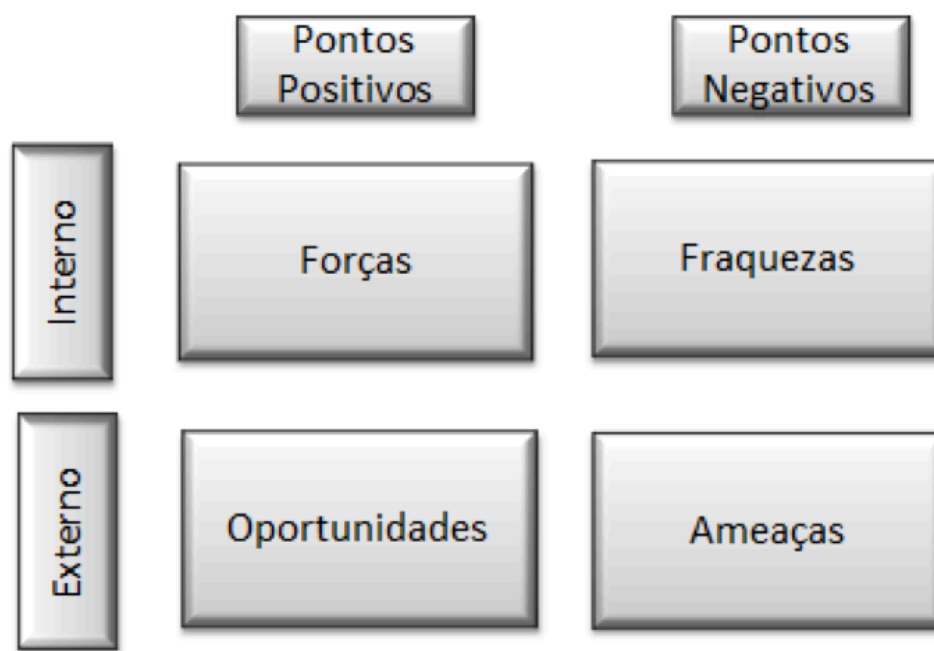 Pontos
Positivos
Pontos
Negativos
Interno
Forças
Fraquezas
Externo
Oportunidades
Ameaças